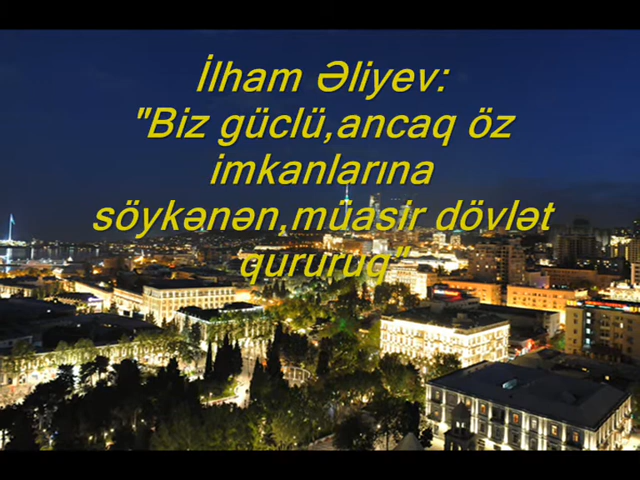 İlham Əliyev:
"Biz güclü,ancaq öz
imkanlarına
söykənən,müasir dövlət
qururuq"